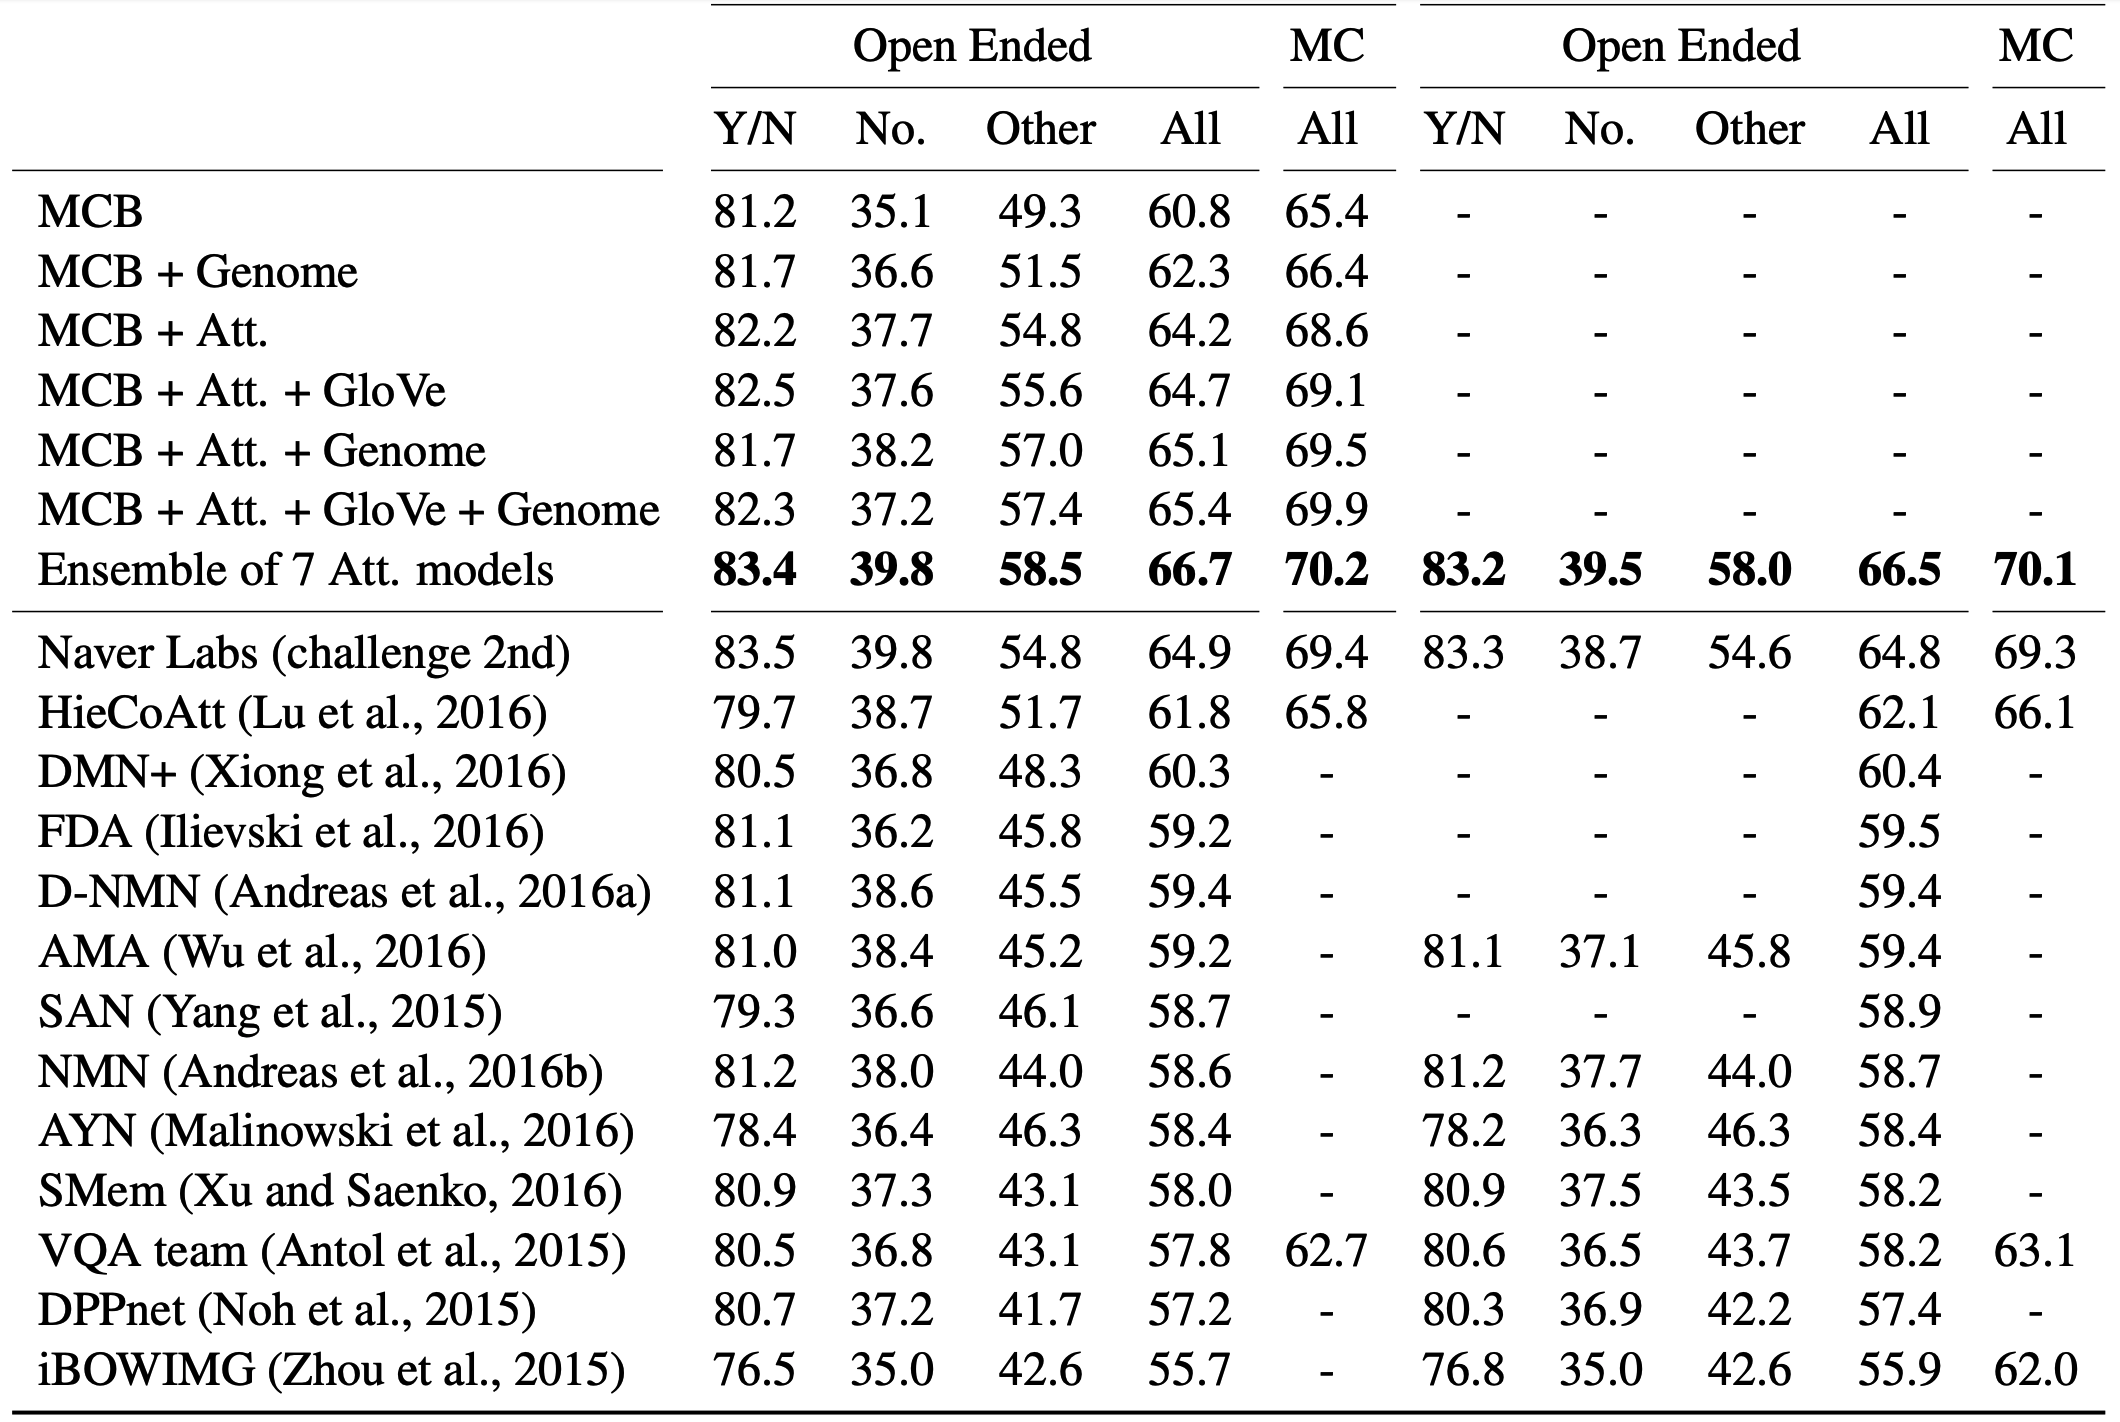 Open Ended MC Open Ended MC
Y/N No. Other All All Y/N No. Other All All
MCB 81.2 35.1 49.3 60.8 65.4 - - - - -
MCB + Genome 81.7 36.6 51.5 62.3 66.4 - - - - -
MCB + Att. 82.2 37.7 54.8 64.2 68.6 - - - - -
MCB + Att. + GloVe 82.5 37.6 55.6 64.7 69.1 - - - - -
MCB + Att. + Genome 81.7 38.2 57.0 65.1 69.5 - - - - -
MCB + Att. + GloVe + Genome 82.3 37.2 57.4 65.4 69.9 - - - - -
Ensemble of 7 Att. models 83.4 39.8 58.5 66.7 70.2 83.2 39.5 58.0 66.5 70.1
Naver Labs (challenge 2nd) 83.5 39.8 54.8 64.9 69.4 83.3 38.7 54.6 64.8 69.3
HieCoAtt (Lu et al., 2016) 79.7 38.7 51.7 61.8 65.8 - - - 62.1 66.1
DMN+ (Xiong et al., 2016) 80.5 36.8 48.3 60.3 - - - - 60.4 -
FDA (Ilievski et al., 2016) 81.1 36.2 45.8 59.2 - - - - 59.5 -
D-NMN (Andreas et al., 2016a) 81.1 38.6 45.5 59.4 - - - - 59.4 -
AMA (Wu et al., 2016) 81.0 38.4 45.2 59.2 - 81.1 37.1 45.8 59.4 -
SAN (Yang et al., 2015) 79.3 36.6 46.1 58.7 - - - - 58.9 -
NMN (Andreas et al., 2016b) 81.2 38.0 44.0 58.6 - 81.2 37.7 44.0 58.7 -
AYN (Malinowski et al., 2016) 78.4 36.4 46.3 58.4 - 78.2 36.3 46.3 58.4 -
SMem (Xu and Saenko, 2016) 80.9 37.3 43.1 58.0 - 80.9 37.5 43.5 58.2 -
VQA team (Antol et al., 2015) 80.5 36.8 43.1 57.8 62.7 80.6 36.5 43.7 58.2 63.1
DPPnet (Noh et al., 2015) 80.7 37.2 41.7 57.2 - 80.3 36.9 42.2 57.4 -
iBOWIMG (Zhou et al., 2015) 76.5 35.0 42.6 55.7 - 76.8 35.0 42.6 55.9 62.0